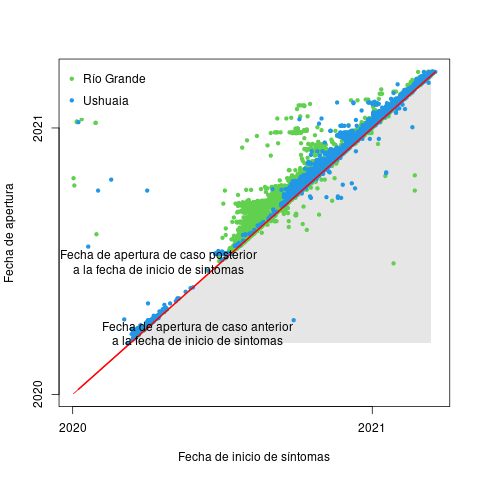 Río Grande
Ushuaia
2021
Fecha de apertura
Fecha de apertura de caso posterior
a la fecha de inicio de síntomas
Fecha de apertura de caso anterior
a la fecha de inicio de síntomas
2020
2020
2021
Fecha de inicio de síntomas